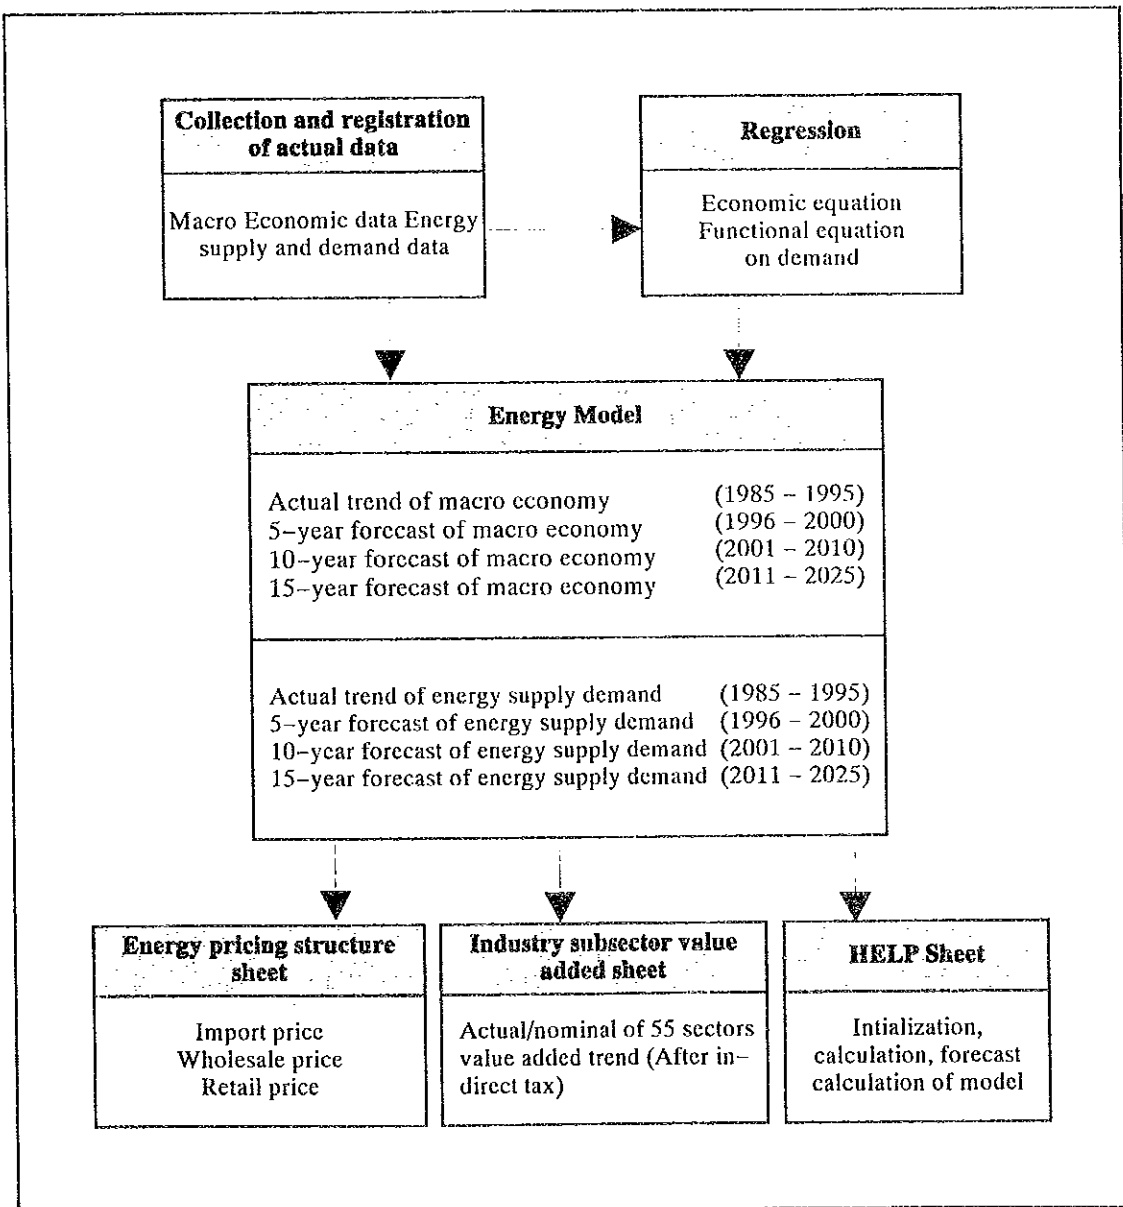 Collection and registration
of actual data
Macro Economic data Energy
supply and demand data
Regression
Economic equation
Functional equation
on demand
Energy Model
Actual trend of macro economy (1985 – 1995)
5–year forecast of macro economy (1996 – 2000)
10–year forecast of macro economy (2001 – 2010)
15–year forecast of macro economy (2011 – 2025)
Actual trend of energy supply demand (1985 – 1995)
5–year forecast of energy supply demand (1996 – 2000)
10–year forecast of energy supply demand (2001 – 2010)
15–year forecast of energy supply demand (2011 – 2025)
Energy pricing structure
sheet
Import price
Wholesale price
Retail price
Industry subsector value
added sheet
Actual/nominal of 55 sectors
value added trend (After in–
direct tax)
HELP Sheet
Intialization,
calculation, forecast
calculation of model